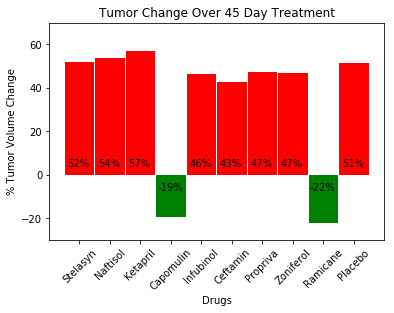 Tumor Change Over 45 Day Treatment
% Tumor Volume Change
60
40
20
0
−20
52%
54%
57%
-19%
46%
43%
47%
47%
-22%
51%
Stelasyn
Naftisol
Ketapril
Capomulin
Infubinol
Ceftamin
Propriva
Zoniferol
Ramicane
Placebo
Drugs